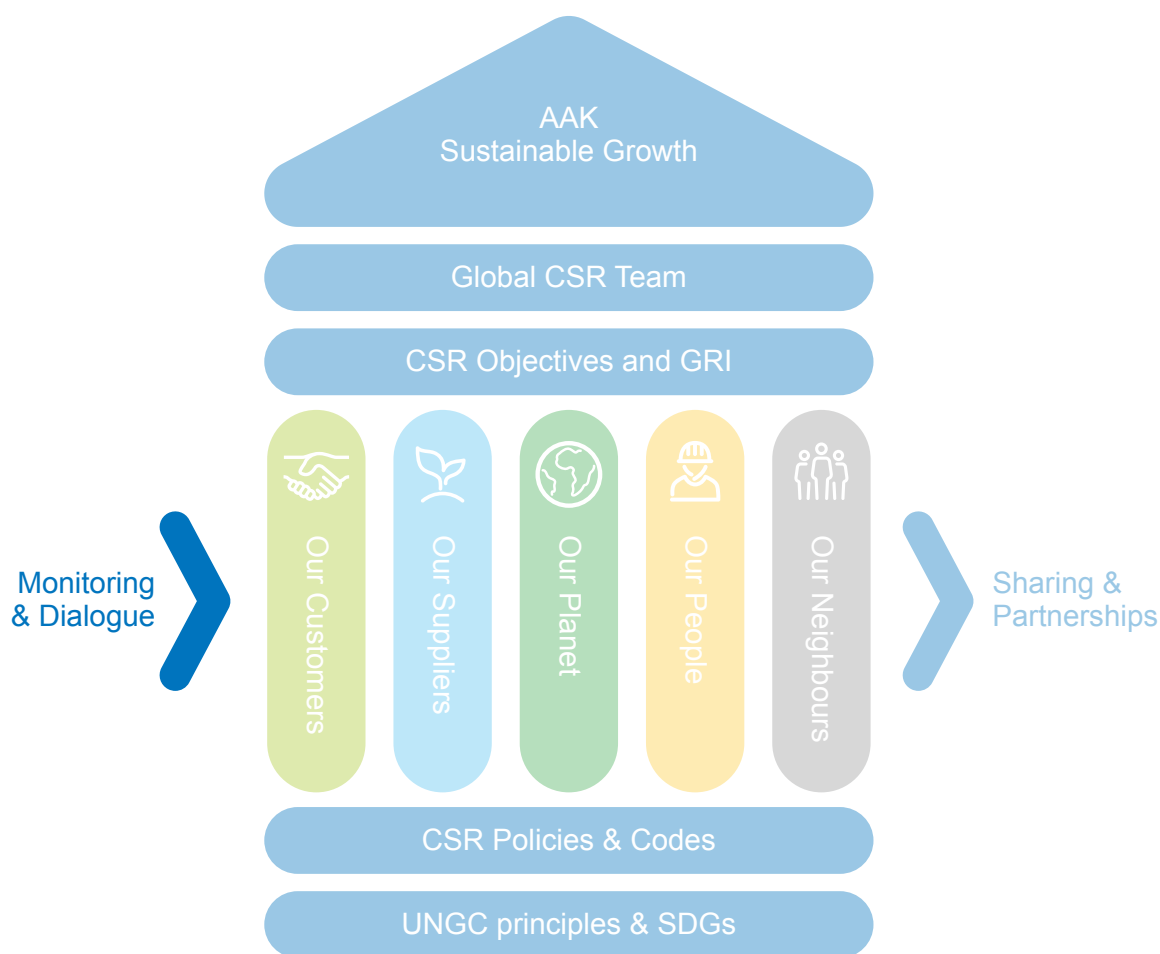 AAK
Sustainable Growth
Global CSR Team
CSR Objectives and GRI
Monitoring
& Dialogue
Our Customers
Our Suppliers
Our Planet
Our People
Our Neighbours
Sharing &
Partnerships
CSR Policies & Codes
UNGC principles & SDGs